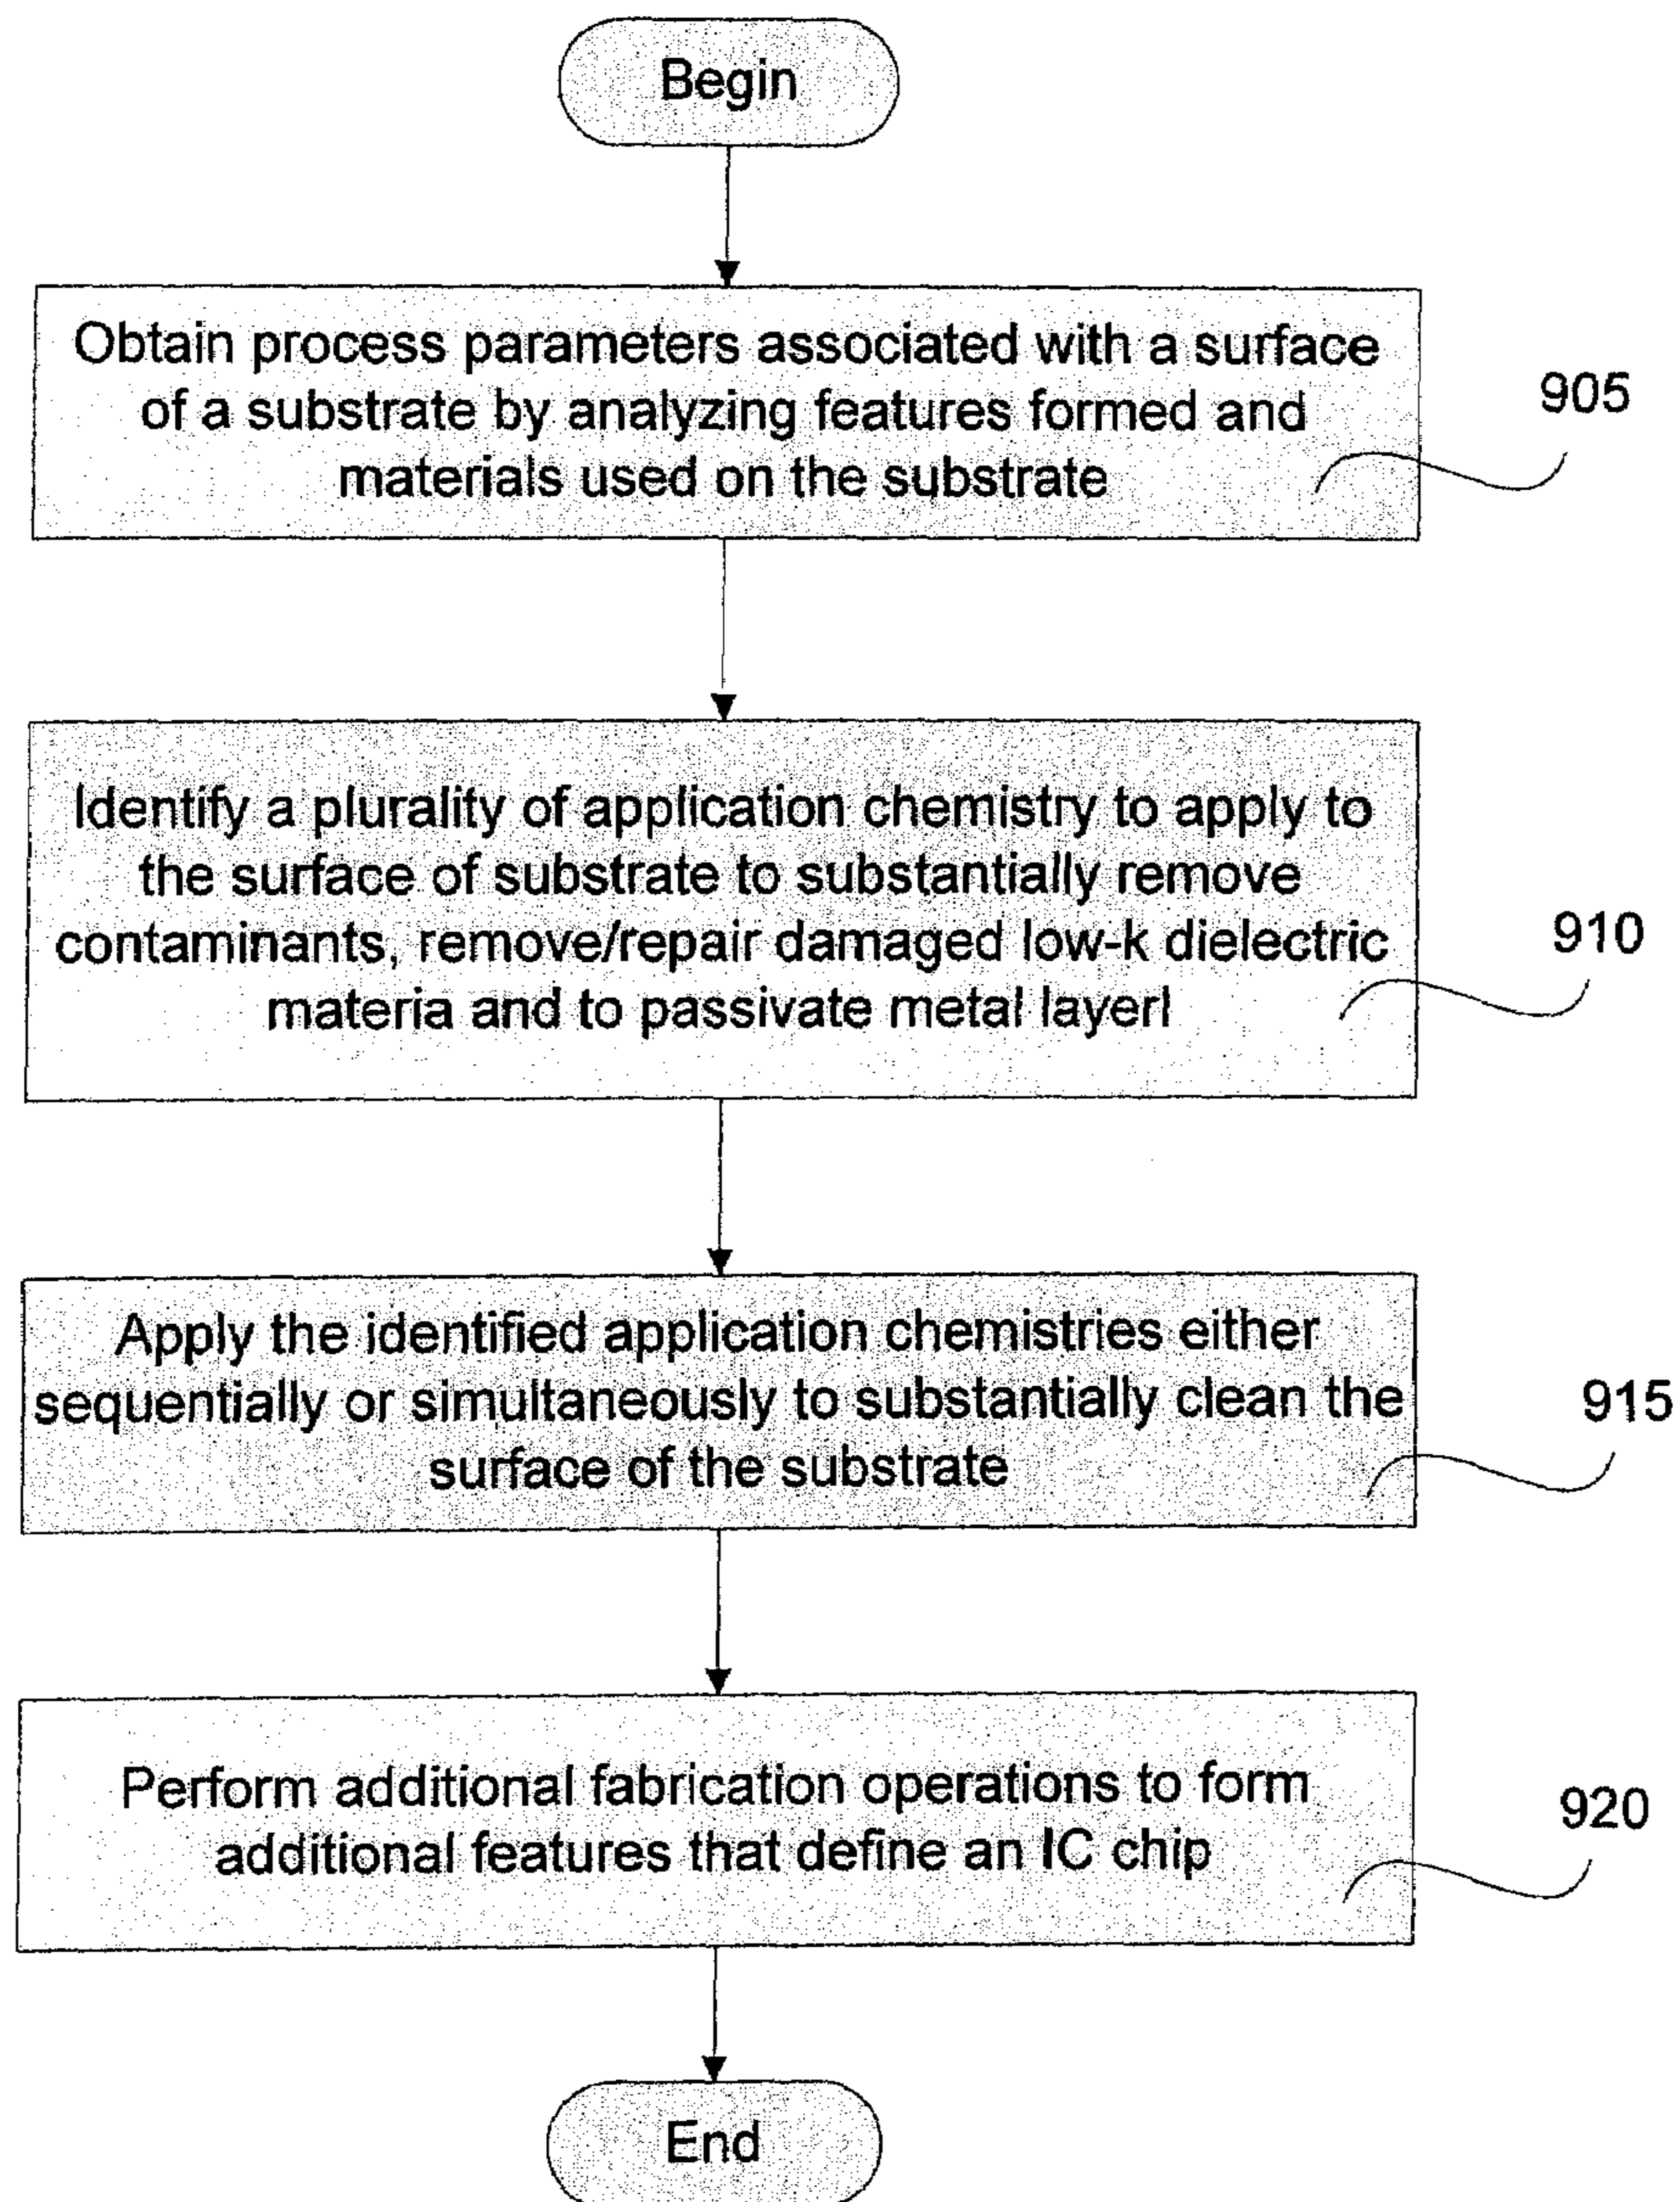 Begin
Obtain process parameters associated with a surface
of a substrate by analyzing features formed and
materials used on the substrate
905
Identify a plurality of application chemistry to apply to
the surface of substrate to substantially remove
contaminants, remove/repair damaged low-k dielectric
materia and to passivate metal layerl
910
Apply the identified application chemistries either
sequentially or simultaneously to substantially clean the
surface of the substrate
915
Perform additional fabrication operations to form
additional features that define an IC chip
920
End